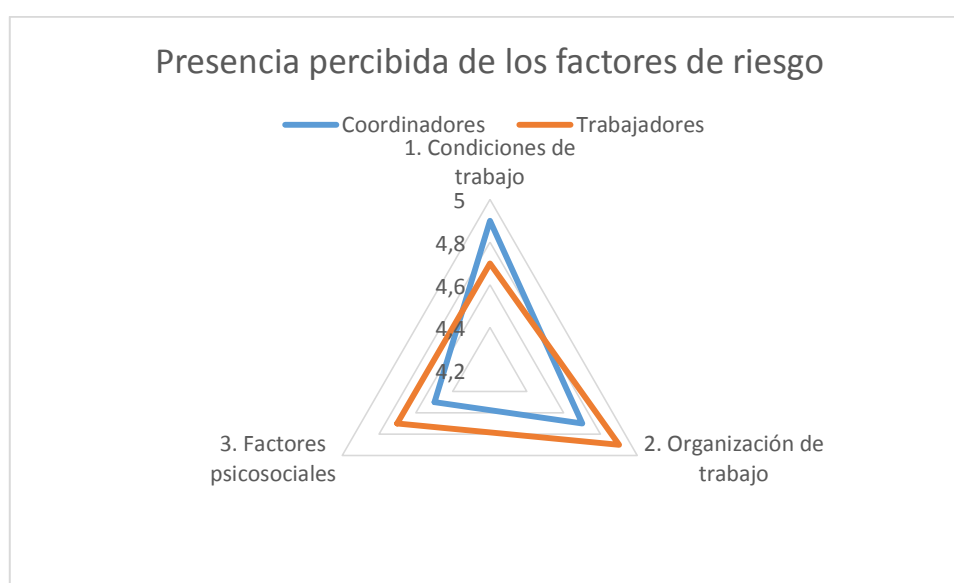 Presencia percibida de los factores de riesgo
Coordinadores
Trabajadores
1. Condiciones de
trabajo
5
4,8
4,6
4,4
4,2
3. Factores
psicosociales
2. Organización de
trabajo